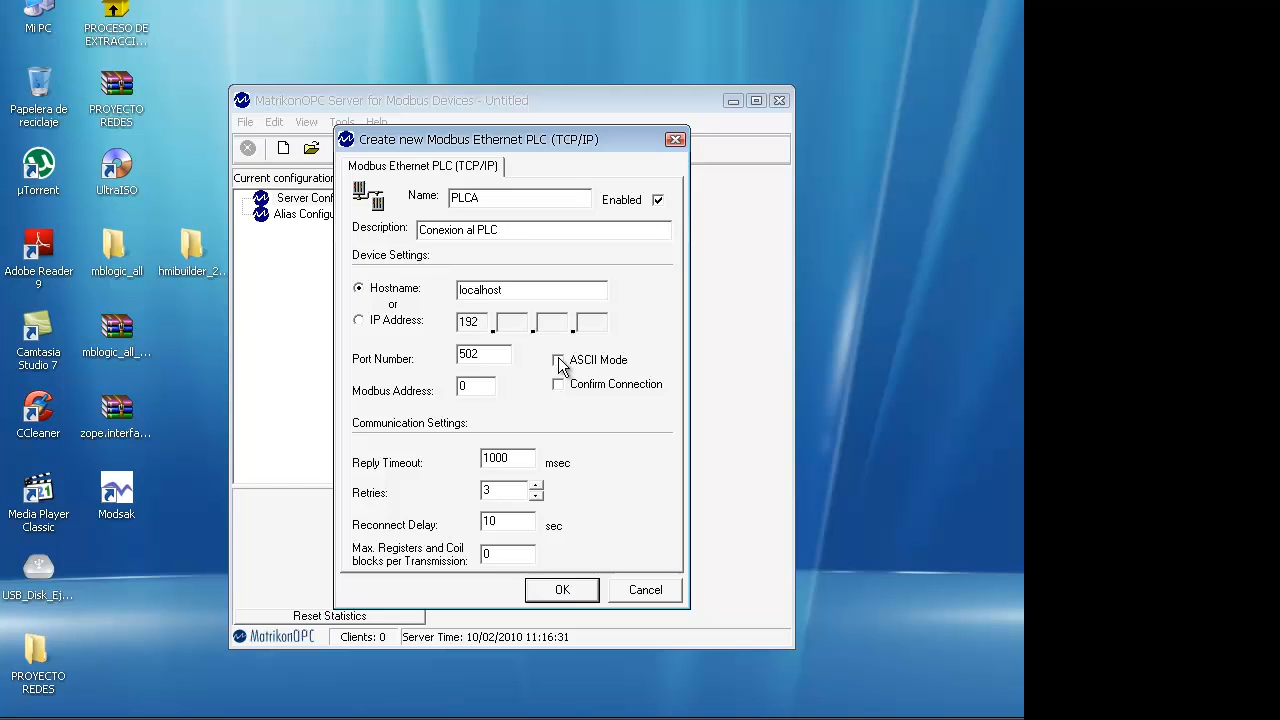 Mi PC
PROCESO DE
EXTRACCI...
Papelera de
reciclaje
PROYECTO
REDES
µTorrent
UltraISO
Adobe Reader
9
mblogic_all
hmibuilder_2...
Camtasia
Studio 7
mblogic_all_...
CCleaner
zope.interfa...
Media Player
Classic
Modsak
USB_Disk_Ej...
PROYECTO
REDES
MatrikonOPC Server for Modbus Devices - Untitled
File Edit View Tools Help
Current configuration
Server Conf
Alias Configu
Reset Statistics
MatrikonOPC
Clients: 0
Server Time: 10/02/2010 11:16:31
Create new Modbus Ethernet PLC (TCP/IP)
Modbus Ethernet PLC (TCP/IP)
Name: PLCA
Enabled
Description: Conexion al PLC
Device Settings:
Hostname: localhost
or
IP Address: 192 . . .
Port Number: 502
ASCII Mode
Modbus Address: 0
Confirm Connection
Communication Settings:
Reply Timeout: 1000 msec
Retries: 3
Reconnect Delay: 10 sec
Max. Registers and Coil
blocks per Transmission: 0
OK
Cancel